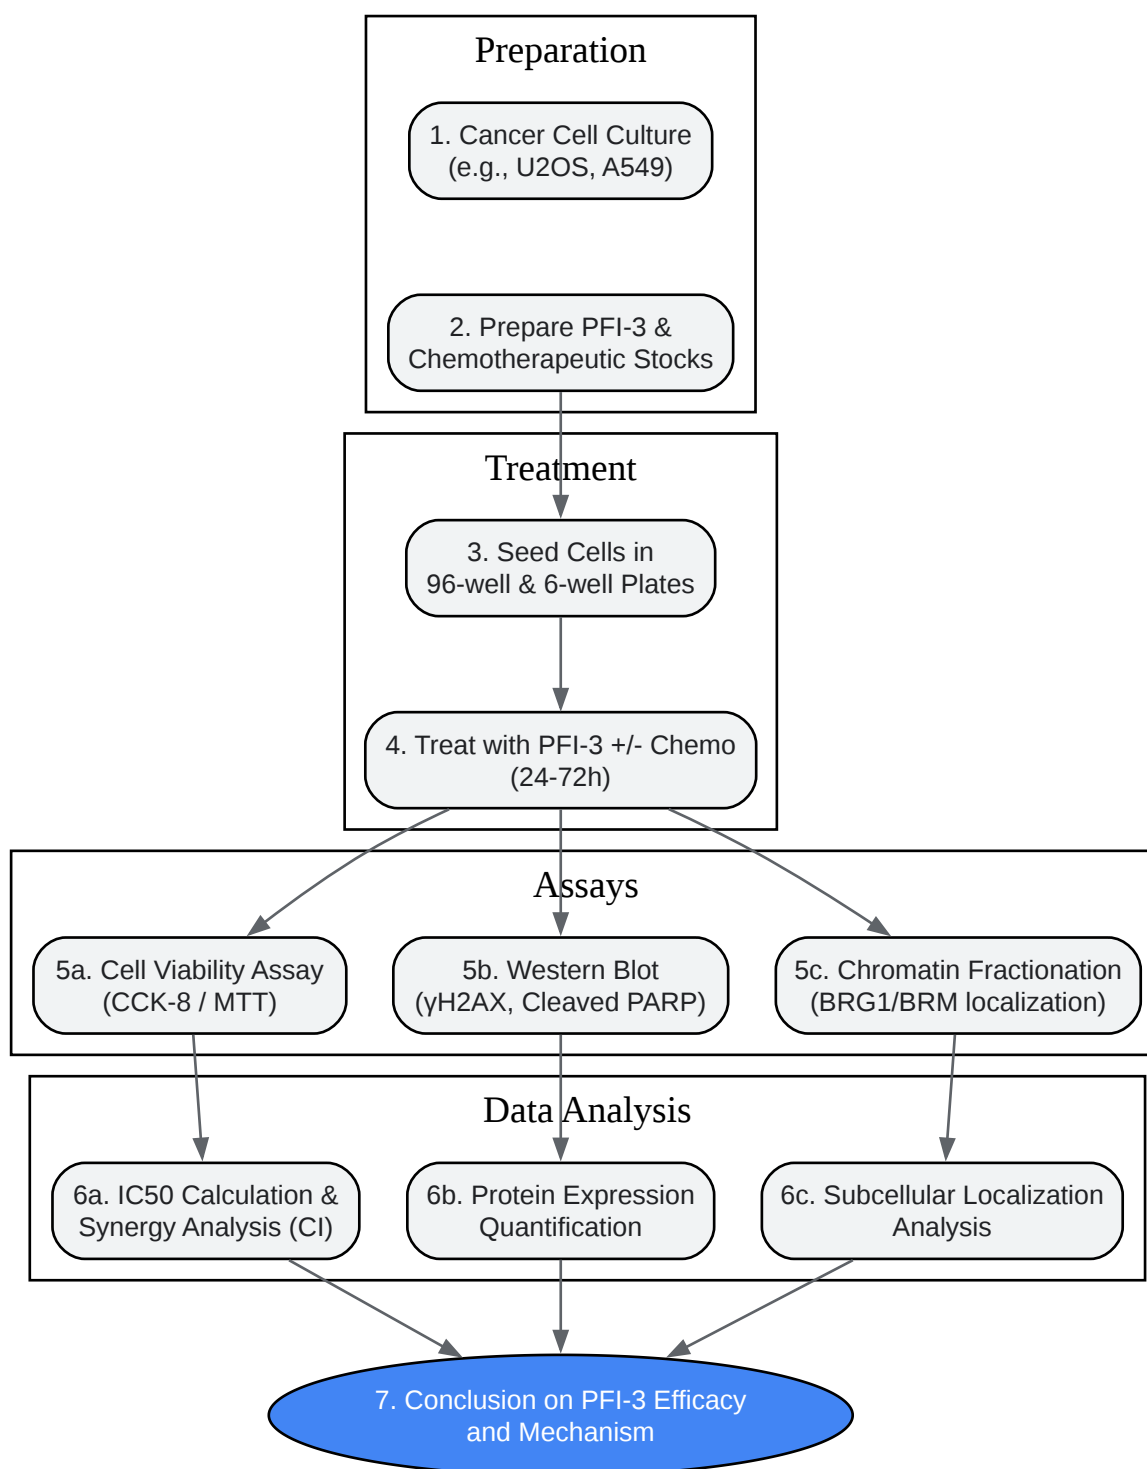 Preparation
1. Cancer Cell Culture
(e.g., U2OS, A549)
2. Prepare PFI-3 &
Chemotherapeutic Stocks
Treatment
3. Seed Cells in
96-well & 6-well Plates
4. Treat with PFI-3 +/- Chemo
(24-72h)
Assays
5a. Cell Viability Assay
(CCK-8 / MTT)
5b. Western Blot
(γH2AX, Cleaved PARP)
5c. Chromatin Fractionation
(BRG1/BRM localization)
Data Analysis
6a. IC50 Calculation &
Synergy Analysis (CI)
6b. Protein Expression
Quantification
6c. Subcellular Localization
Analysis
7. Conclusion on PFI-3 Efficacy
and Mechanism